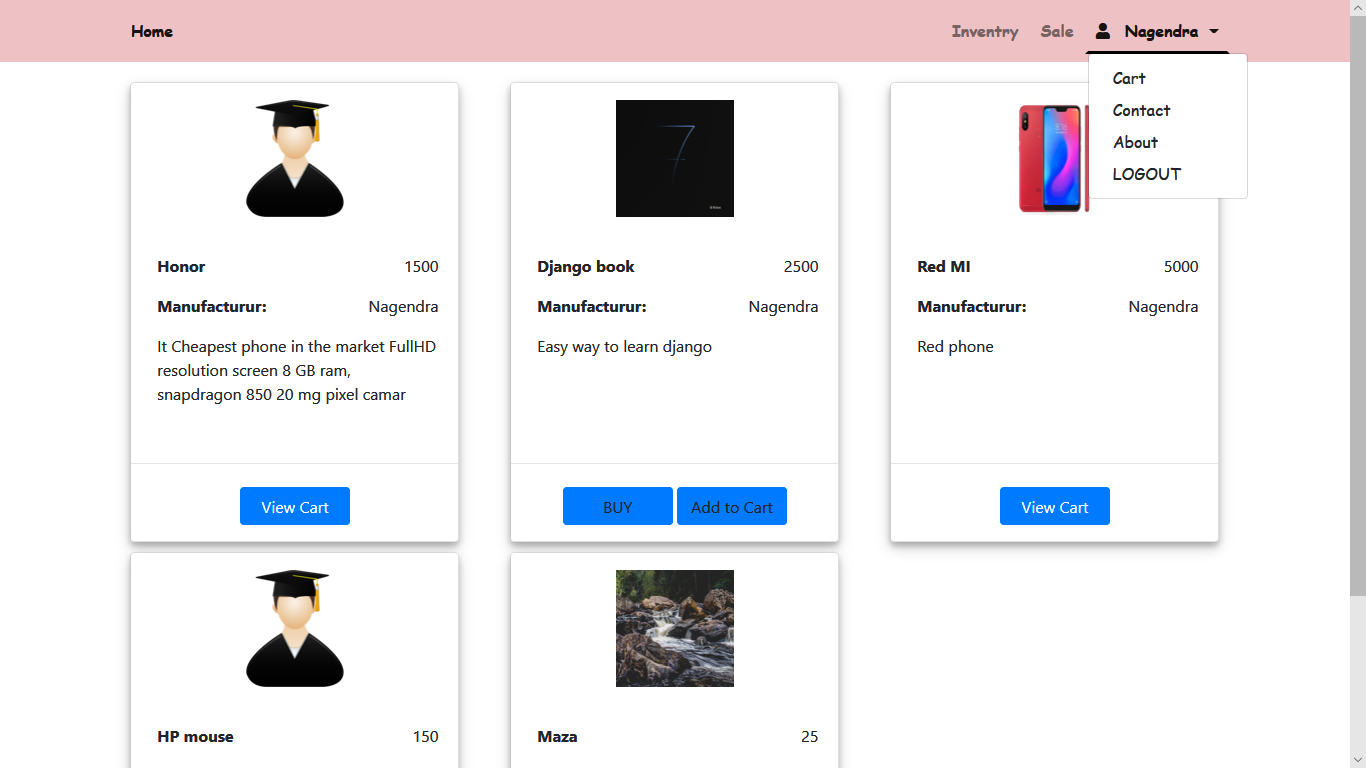 Home
Inventry Sale Nagendra
Cart
Contact
About
LOGOUT
7
Honor 1500
Manufacturur: Nagendra
It Cheapest phone in the market FullHD
resolution screen 8 GB ram,
snapdragon 850 20 mg pixel camar
View Cart
Django book 2500
Manufacturur: Nagendra
Easy way to learn django
BUY Add to Cart
Red MI 5000
Manufacturur: Nagendra
Red phone
View Cart
HP mouse 150
Maza 25